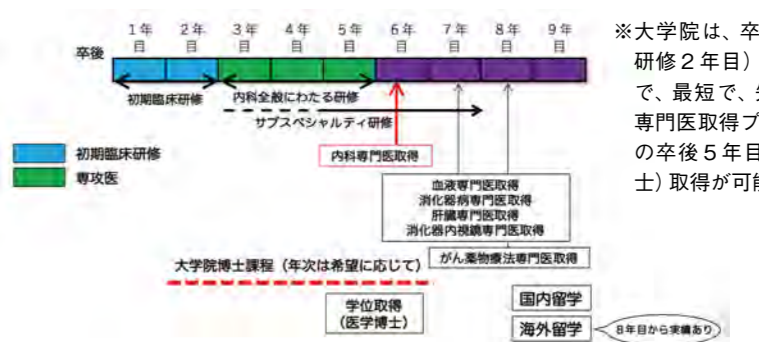 1年目 2年目 3年目 4年目 5年目 6年目 7年目 8年目 9年目
卒後
初期臨床研修
内科全般にわたる研修
サブスペシャルティ研修
初期臨床研修
専攻医
内科専門医取得
血液専門医取得
消化器病専門医取得
肝臓専門医取得
消化器内視鏡専門医取得
がん薬物療法専門医取得
大学院博士課程(年次は希望に応じて)
学位取得
(医学博士)
国内留学
海外留学
8年目から実績あり
※大学院は、卒
研修2年目)
で、最短で、
専門医取得プ
の卒後5年目
士)取得が可